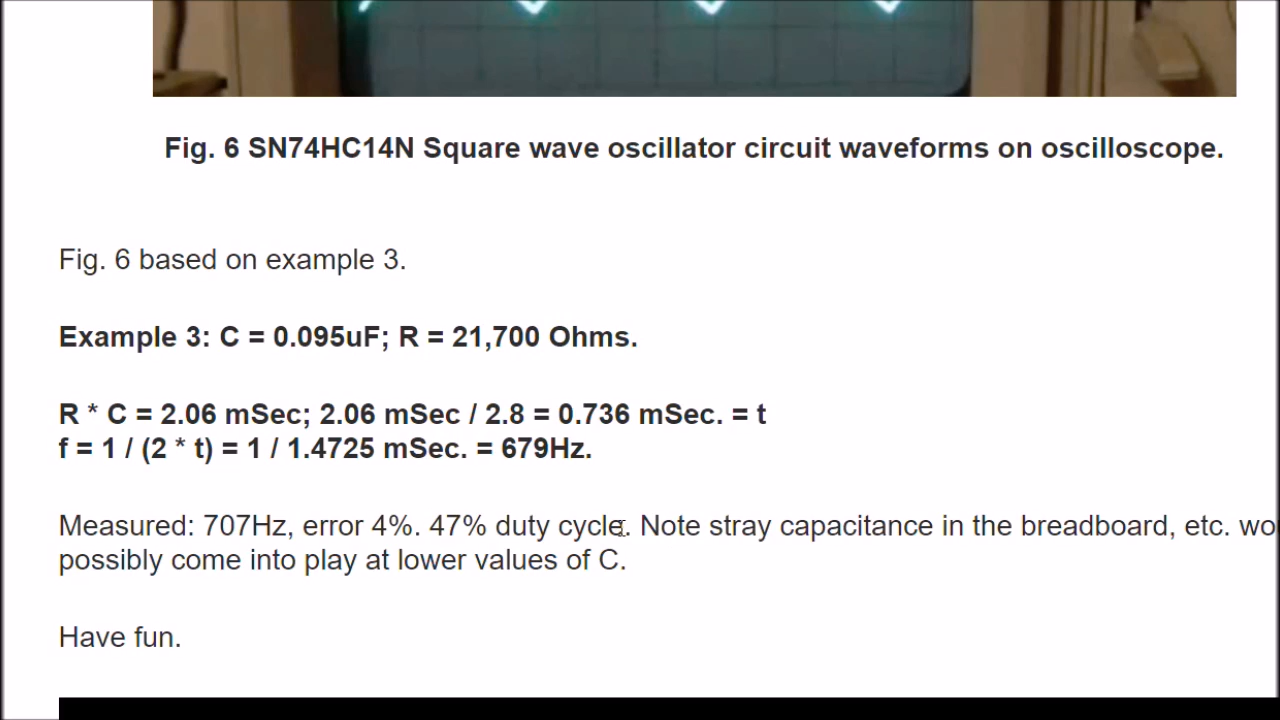 Fig. 6 SN74HC14N Square wave oscillator circuit waveforms on oscilloscope.
Fig. 6 based on example 3.
Example 3: C = 0.095uF; R = 21,700 Ohms.
R * C = 2.06 mSec; 2.06 mSec / 2.8 = 0.736 mSec. = t
f = 1 / (2 * t) = 1 / 1.4725 mSec. = 679Hz.
Measured: 707Hz, error 4%. 47% duty cycle. Note stray capacitance in the breadboard, etc. wo
possibly come into play at lower values of C.
Have fun.